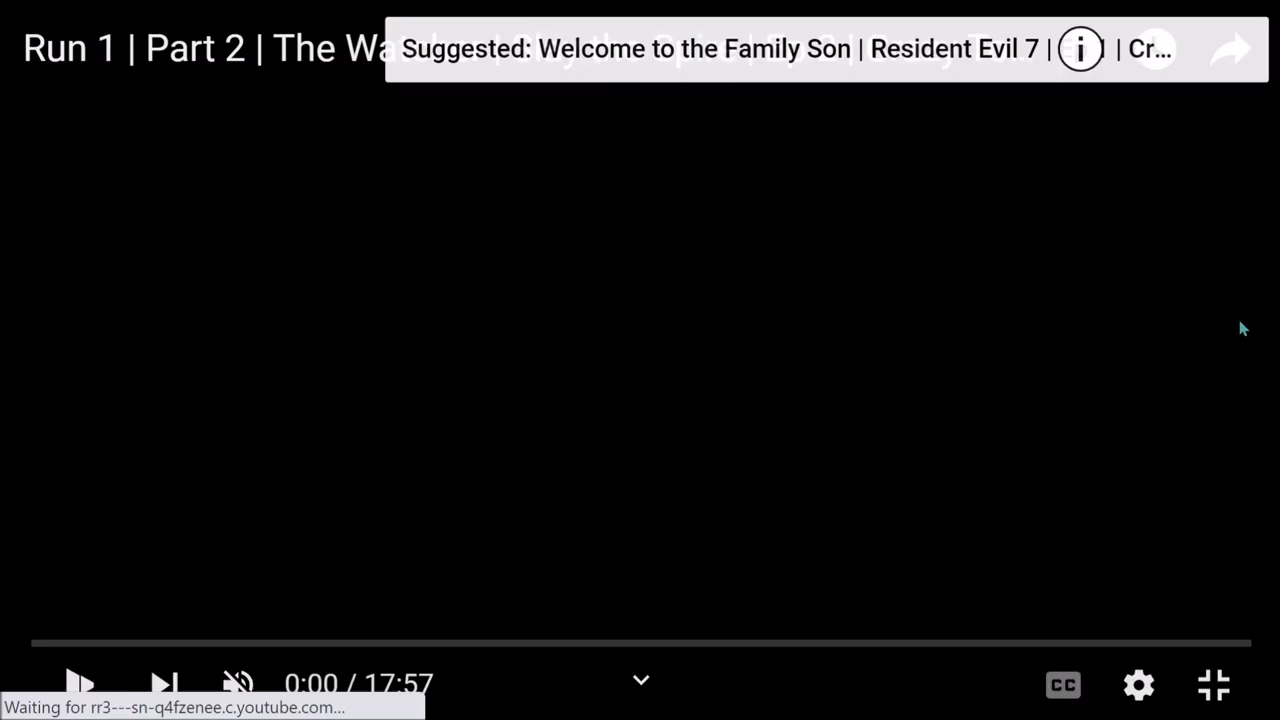 Run 1 | Part 2 | The Wa
Suggested: Welcome to the Family Son | Resident Evil 7 | | Cr...
0:00 / 17:57
CC
Waiting for rr3---sn-q4fzenee.c.youtube.com...